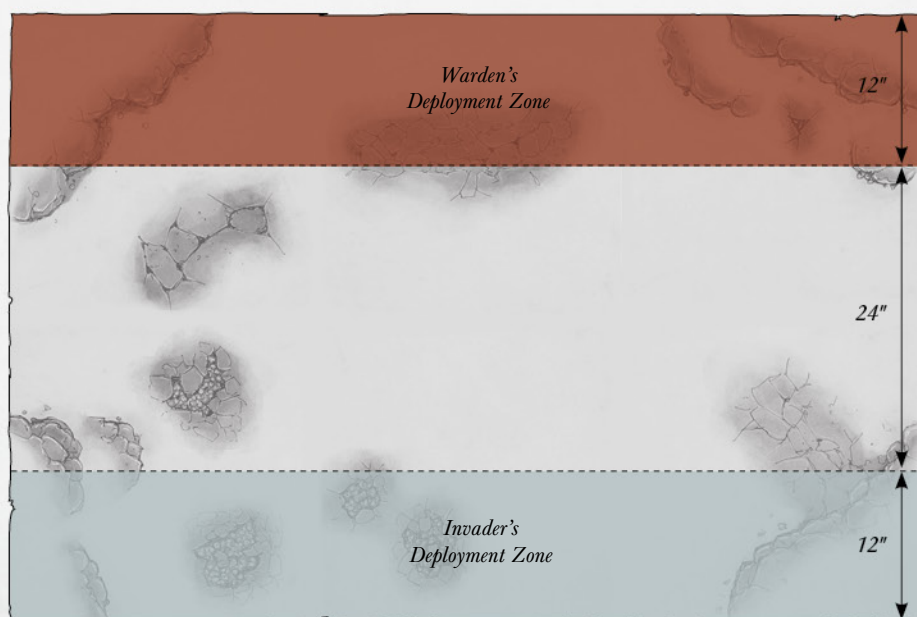 Warden's
Deployment Zone
12"
24"
Invader's
Deployment Zone
12"